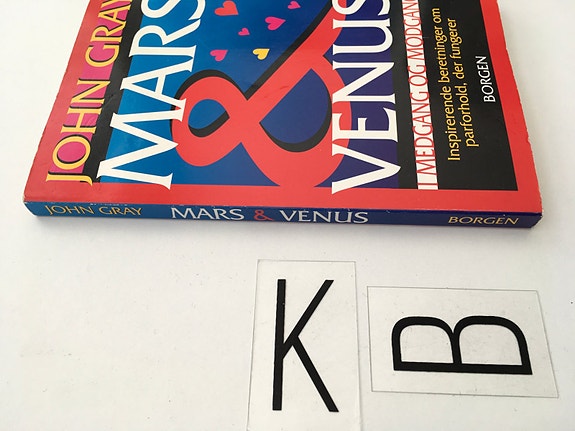 JOHN GRAY
MARS
&
VENUS
I MEDGANG OG MODGANG
Inspirerende beretninger om
parforhold, der fungerer
BORGEN
JOHN GRAY MARS & VENUS BORGEN
K
B